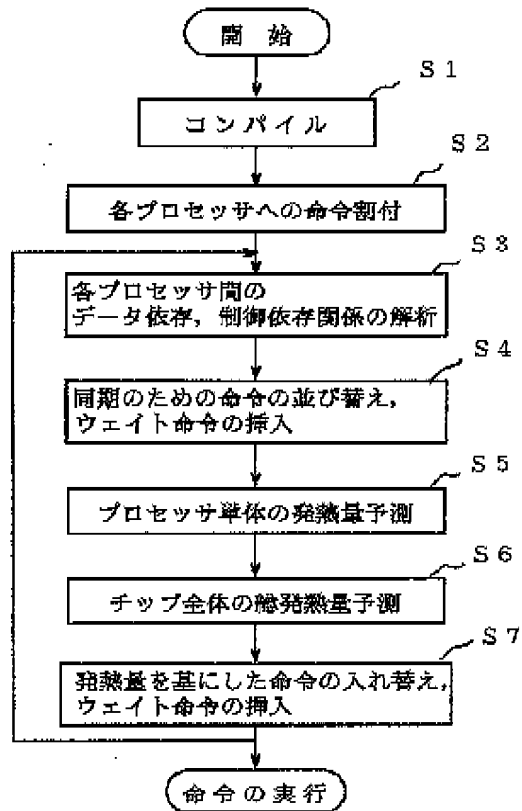 開始
S1
コンパイル
S2
各プロセッサへの命令割付
S3
各プロセッサ間の
データ依存，制御依存関係の解析
S4
同期のための命令の並び替え，
ウェイト命令の挿入
S5
プロセッサ単体の発熱量予測
S6
チップ全体の総発熱量予測
S7
発熱量を基にした命令の入れ替え，
ウェイト命令の挿入
命令の実行